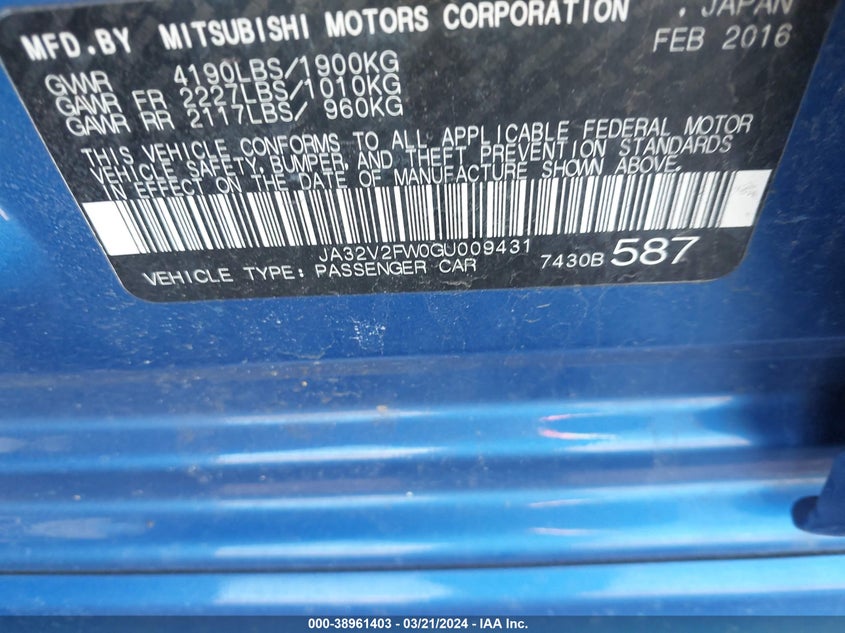 MFD.BY MITSUBISHI MOTORS CORPORATION , JAPAN
FEB 2016
GVWR 4190LBS/1900KG
GAWR FR 2227LBS/1010KG
GAWR RR 2117LBS/ 960KG
THIS VEHICLE CONFORMS TO ALL APPLICABLE FEDERAL MOTOR
VEHICLE SAFETY, BUMPER, AND THEFT PREVENTION STANDARDS
IN EFFECT ON THE DATE OF MANUFACTURE SHOWN ABOVE.
JA32V2FW0GU009431
VEHICLE TYPE: PASSENGER CAR 7430B 587
000-38961403 - 03/21/2024 - IAA Inc.